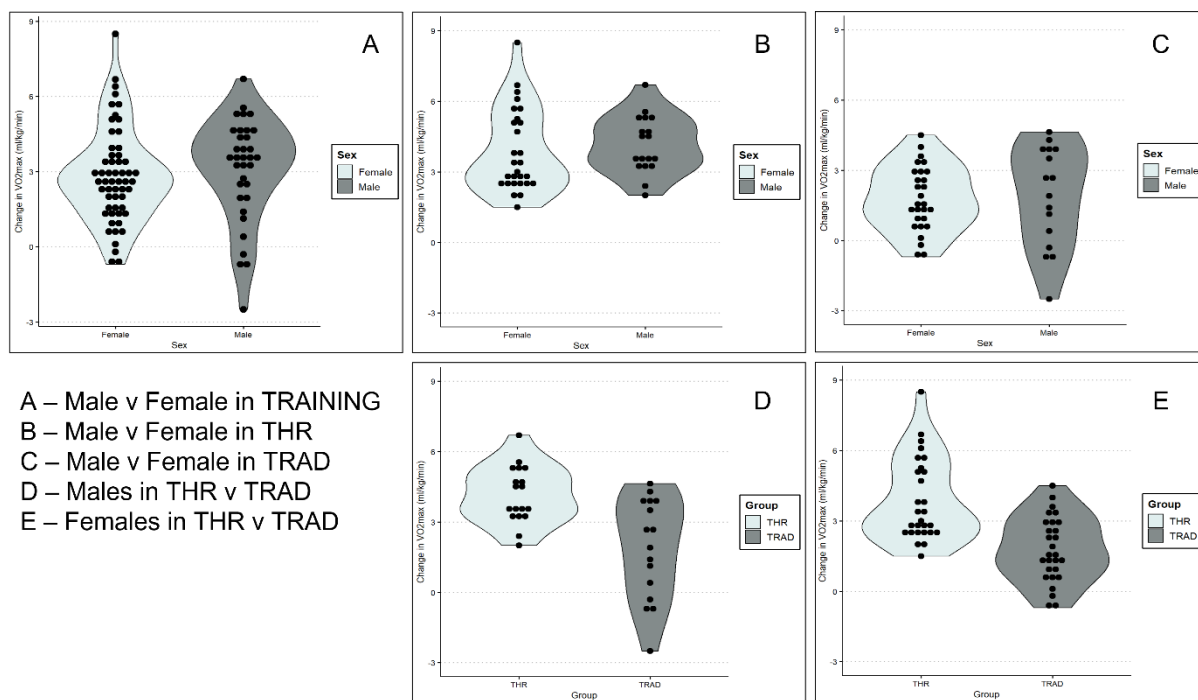 A
9
6
3
0
-3
Change in VO2max (ml/kg/min)
Female
Male
Sex
Sex
Female
Male
B
9
6
3
0
-3
Change in VO2max (ml/kg/min)
Female
Male
Sex
Sex
Female
Male
C
9
6
3
0
-3
Change in VO2max (ml/kg/min)
Female
Male
Sex
Sex
Female
Male
A – Male v Female in TRAINING
B – Male v Female in THR
C – Male v Female in TRAD
D – Males in THR v TRAD
E – Females in THR v TRAD
D
9
6
3
0
-3
Change in VO2max (ml/kg/min)
THR
TRAD
Group
Group
THR
TRAD
E
9
6
3
0
-3
Change in VO2max (ml/kg/min)
THR
TRAD
Group
Group
THR
TRAD